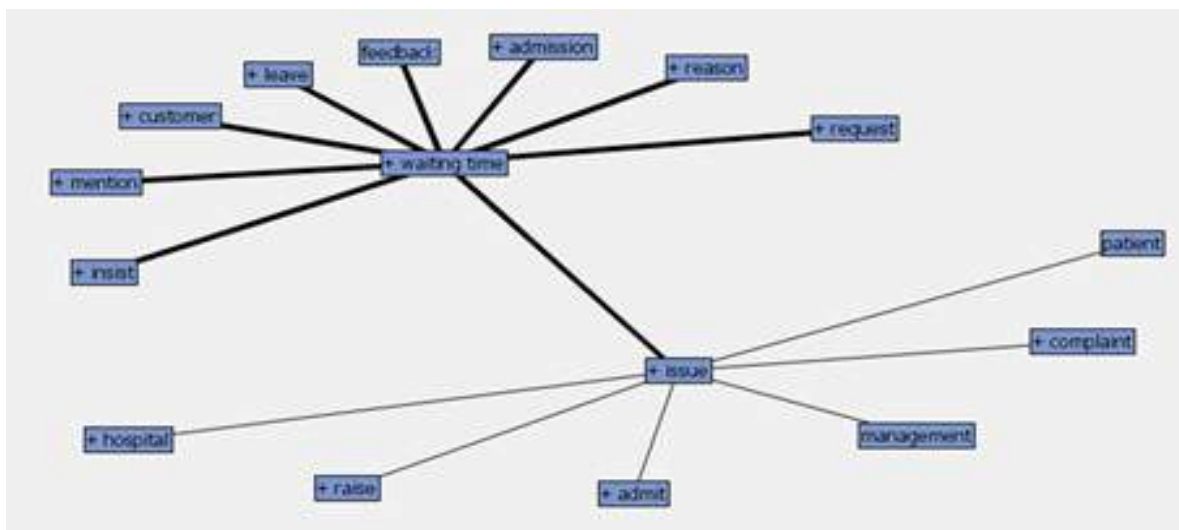 feedback
+ admission
+ leave
+ reason
+ customer
+ request
+ waiting time
+ mention
patient
+ insist
+ complaint
+ issue
+ hospital
management
+ raise
+ admit